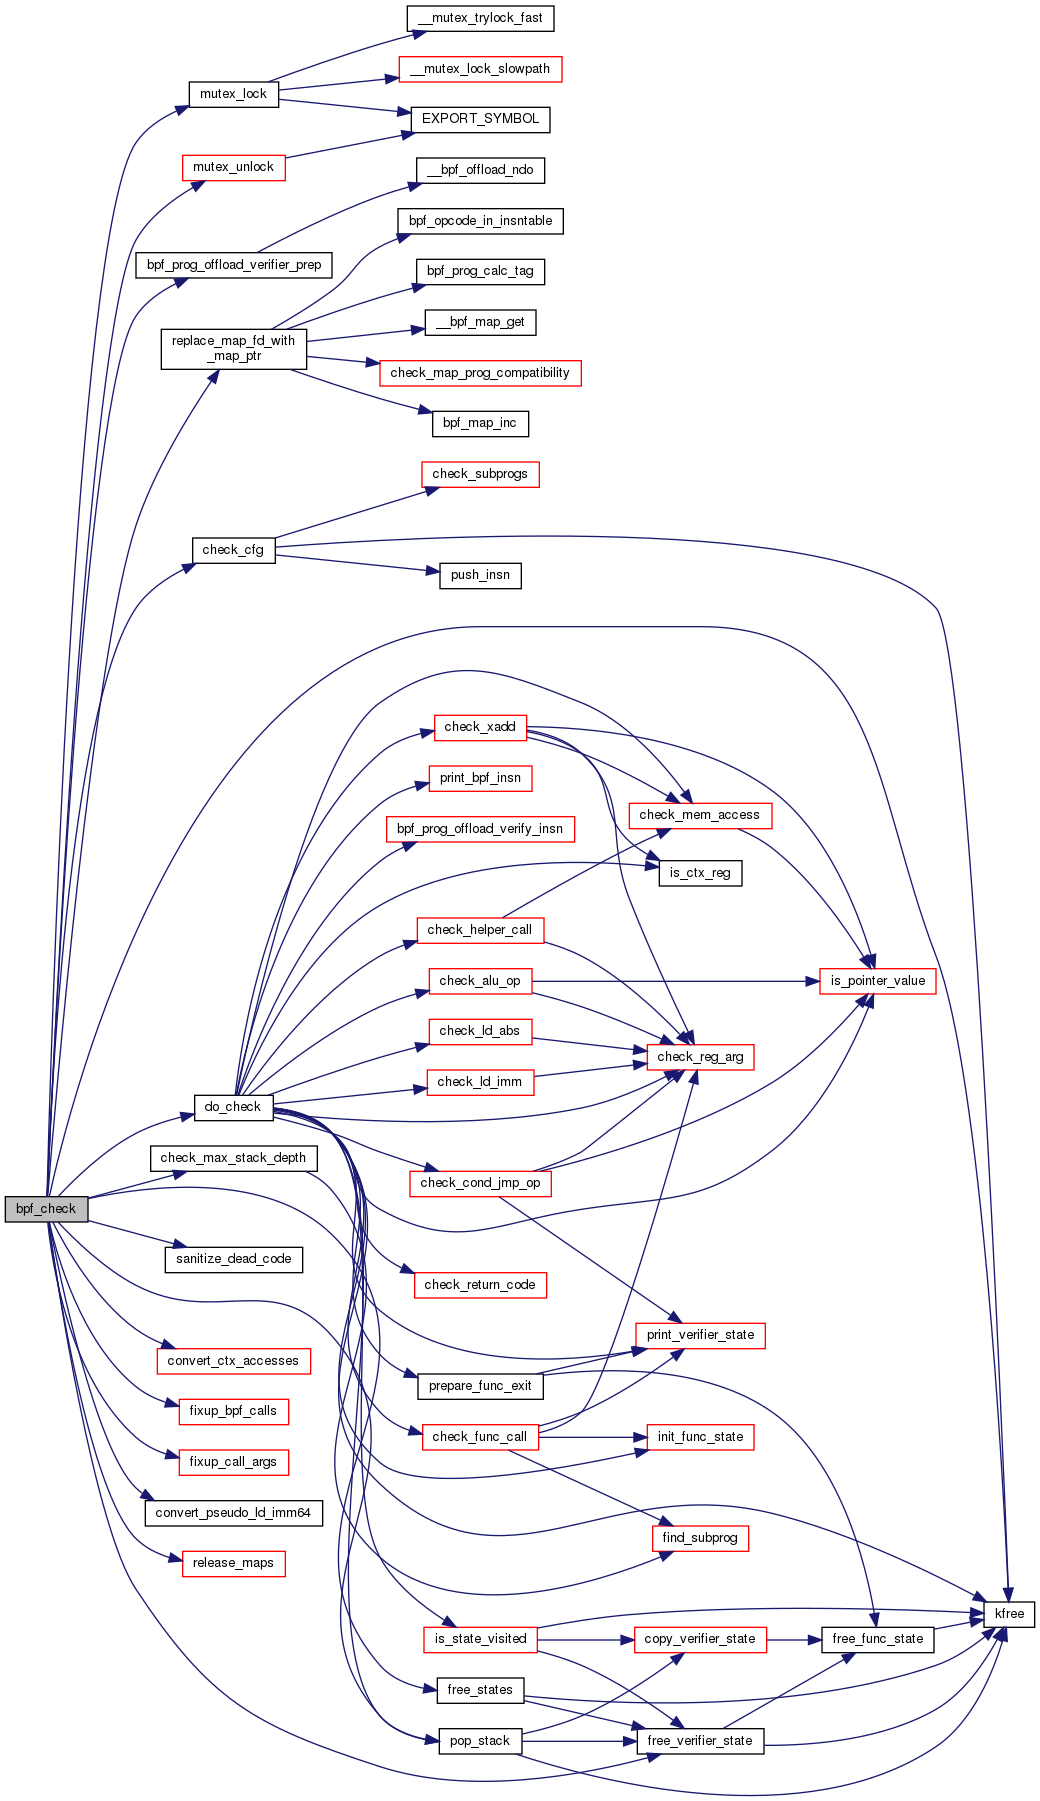 __mutex_trylock_fast
__mutex_lock_slowpath
mutex_lock
EXPORT_SYMBOL
mutex_unlock
__bpf_offload_ndo
bpf_opcode_in_insntable
bpf_prog_offload_verifier_prep
bpf_prog_calc_tag
__bpf_map_get
replace_map_fd_with
_map_ptr
check_map_prog_compatibility
bpf_map_inc
check_subprogs
check_cfg
push_insn
check_xadd
print_bpf_insn
check_mem_access
bpf_prog_offload_verify_insn
is_ctx_reg
check_helper_call
check_alu_op
is_pointer_value
check_ld_abs
check_reg_arg
check_ld_imm
do_check
check_max_stack_depth
check_cond_jmp_op
bpf_check
sanitize_dead_code
check_return_code
print_verifier_state
convert_ctx_accesses
prepare_func_exit
fixup_bpf_calls
check_func_call
init_func_state
fixup_call_args
convert_pseudo_ld_imm64
find_subprog
release_maps
kfree
is_state_visited
copy_verifier_state
free_func_state
free_states
pop_stack
free_verifier_state